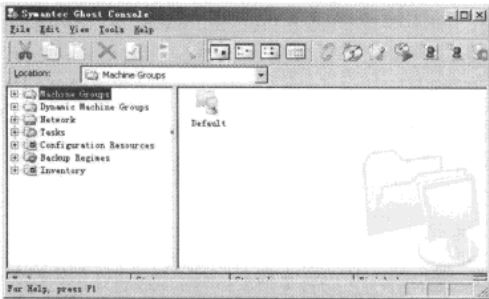 Symantec Ghost Console
File Edit View Tools Help
Location: Machine Groups
Machine Groups
Dynamic Machine Groups
Network
Tasks
Configuration Resources
Backup Regimes
Inventory
Default
For Help, press F1